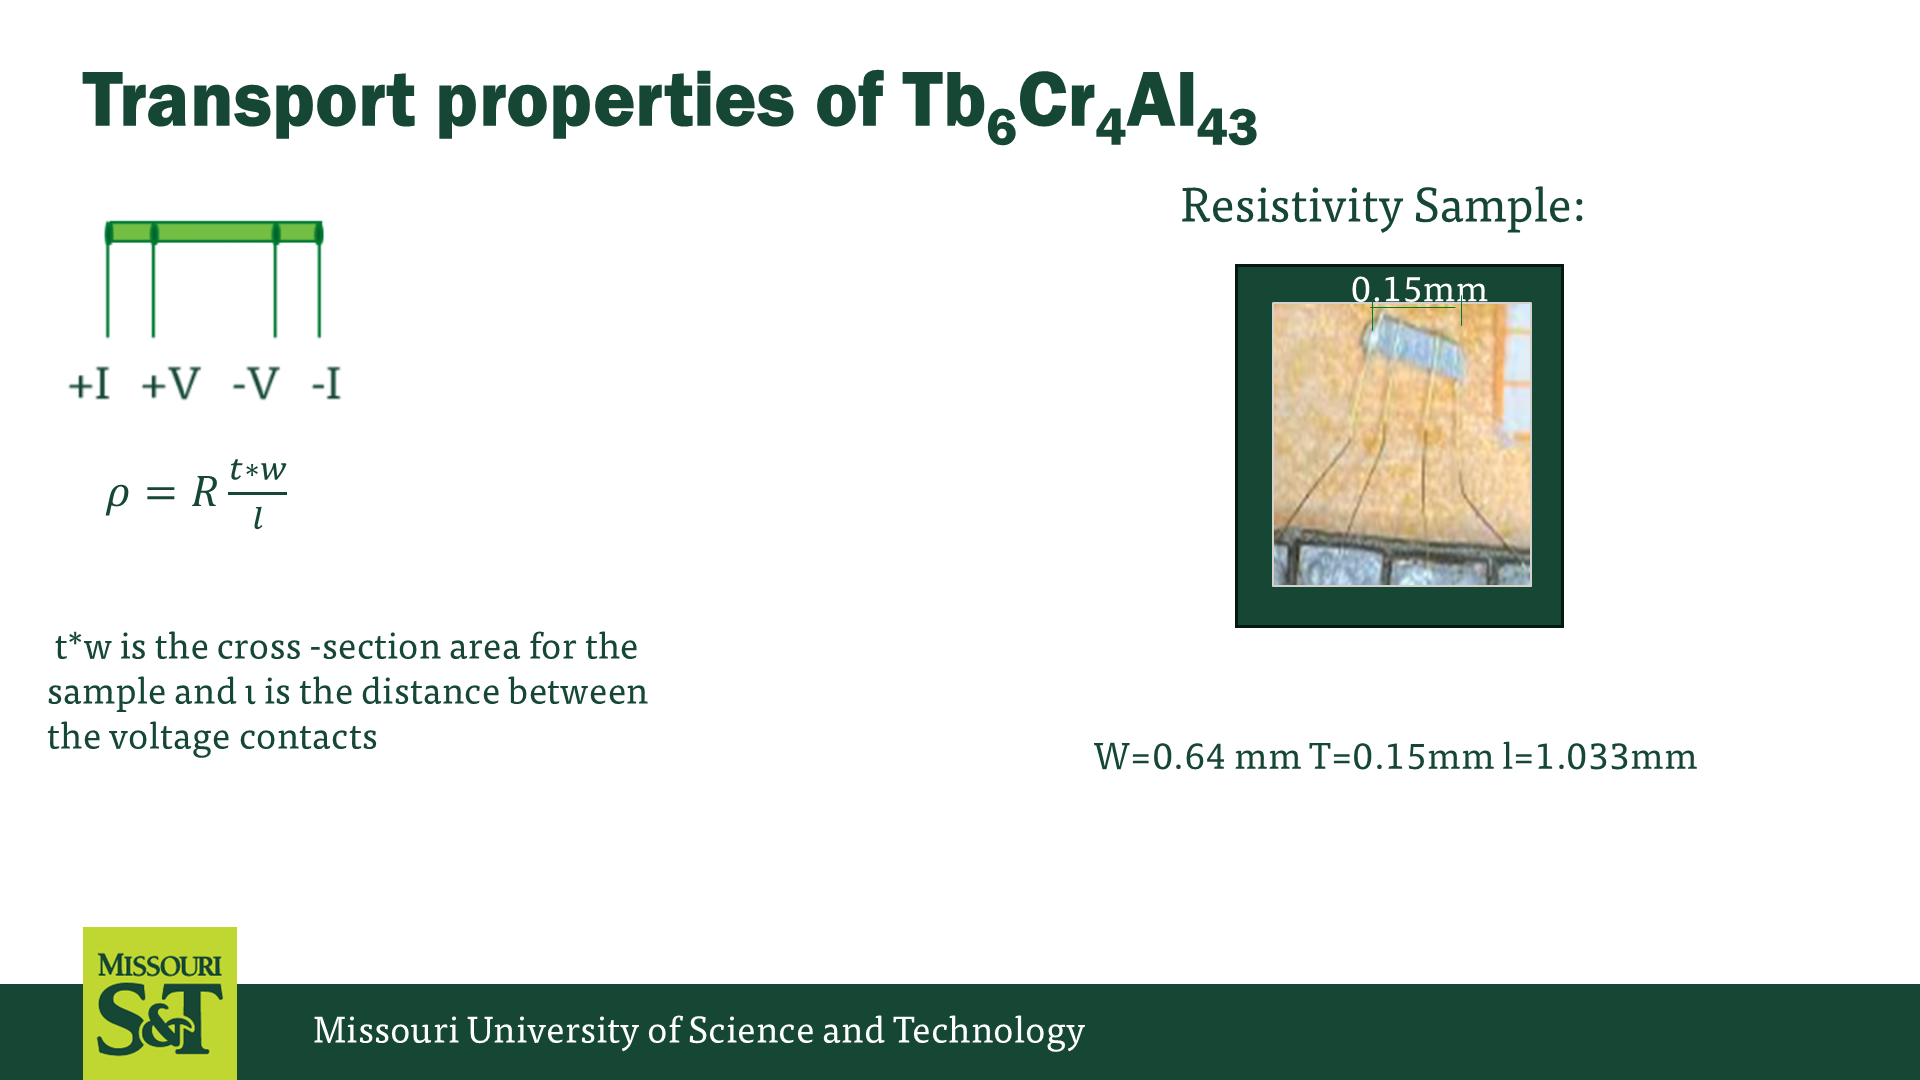 Transport properties of Tb₆Cr₄Al₄₃
+I +V -V -I
ρ = R t*w/l
t*w is the cross -section area for the
sample and ι is the distance between
the voltage contacts
Resistivity Sample:
0.15mm
W=0.64 mm T=0.15mm l=1.033mm
MISSOURI
S&T
Missouri University of Science and Technology